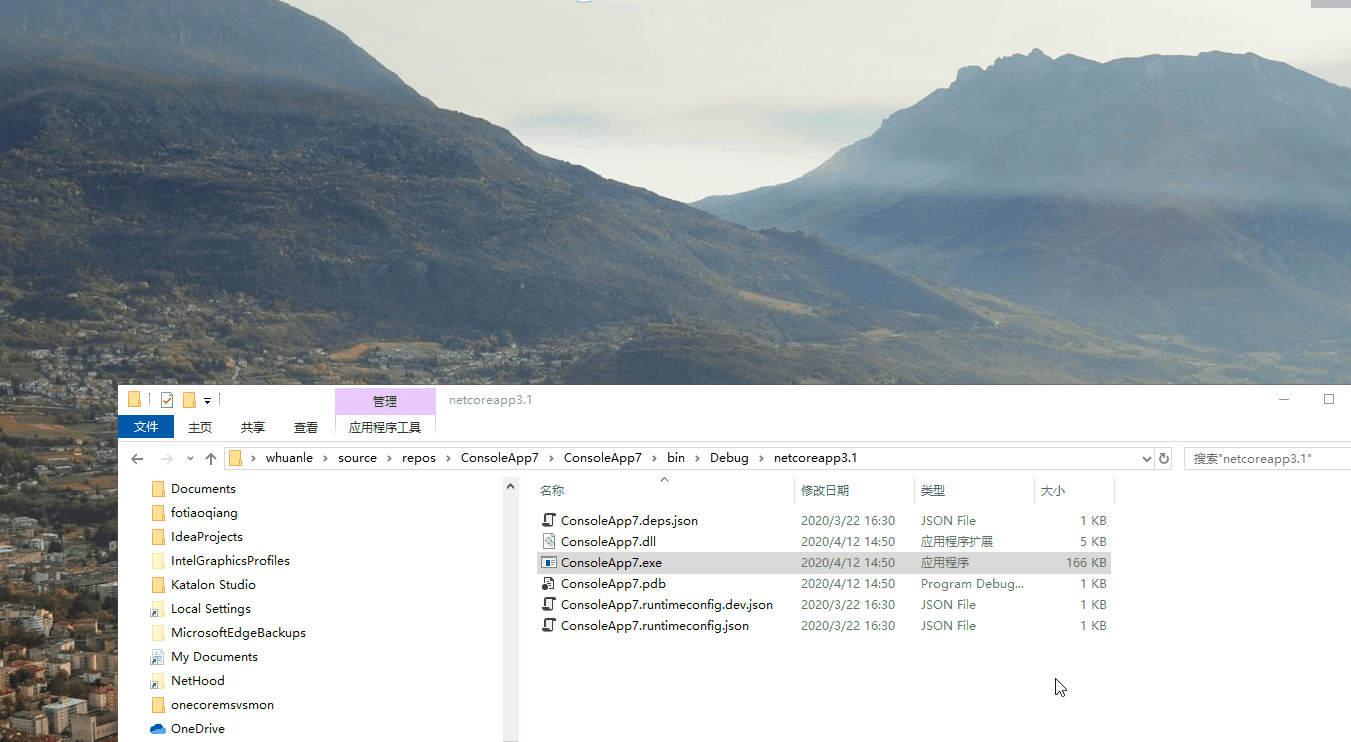 管理 netcoreapp3.1
文件 主页 共享 查看 应用程序工具
whuanle source repos ConsoleApp7 ConsoleApp7 bin Debug netcoreapp3.1 搜索"netcoreapp3.1"
Documents
fotiaoqiang
IdeaProjects
IntelGraphicsProfiles
Katalon Studio
Local Settings
MicrosoftEdgeBackups
My Documents
NetHood
onecoremsvsmon
OneDrive
名称 修改日期 类型 大小
ConsoleApp7.deps.json 2020/3/22 16:30 JSON File 1 KB
ConsoleApp7.dll 2020/4/12 14:50 应用程序扩展 5 KB
ConsoleApp7.exe 2020/4/12 14:50 应用程序 166 KB
ConsoleApp7.pdb 2020/4/12 14:50 Program Debug... 1 KB
ConsoleApp7.runtimeconfig.dev.json 2020/3/22 16:30 JSON File 1 KB
ConsoleApp7.runtimeconfig.json 2020/3/22 16:30 JSON File 1 KB